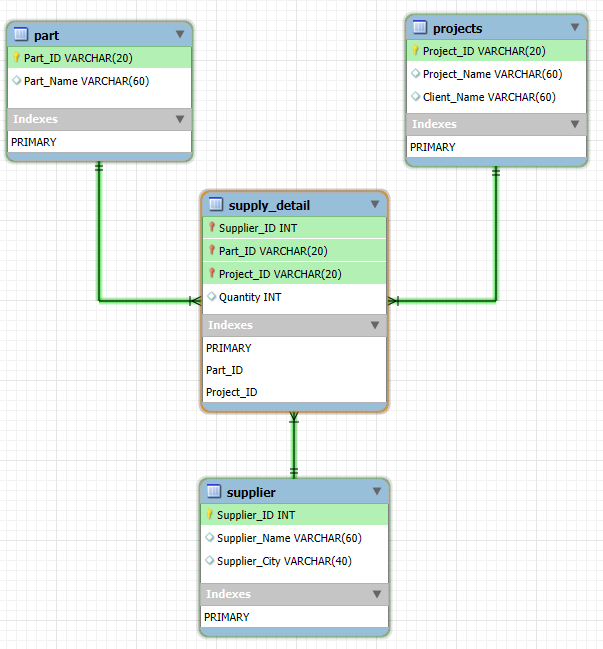 part
Part_ID VARCHAR(20)
Part_Name VARCHAR(60)
Indexes
PRIMARY
projects
Project_ID VARCHAR(20)
Project_Name VARCHAR(60)
Client_Name VARCHAR(60)
Indexes
PRIMARY
supply_detail
Supplier_ID INT
Part_ID VARCHAR(20)
Project_ID VARCHAR(20)
Quantity INT
Indexes
PRIMARY
Part_ID
Project_ID
supplier
Supplier_ID INT
Supplier_Name VARCHAR(60)
Supplier_City VARCHAR(40)
Indexes
PRIMARY